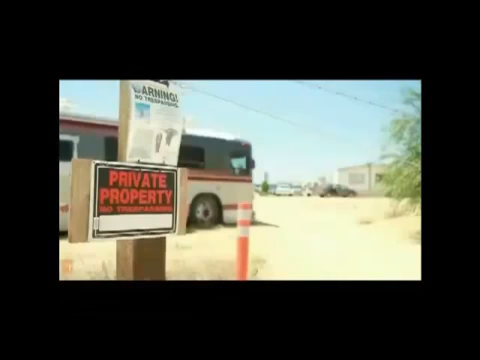 WARNING!
NO TRESPASSING
PRIVATE
PROPERTY
NO TRESPASSING